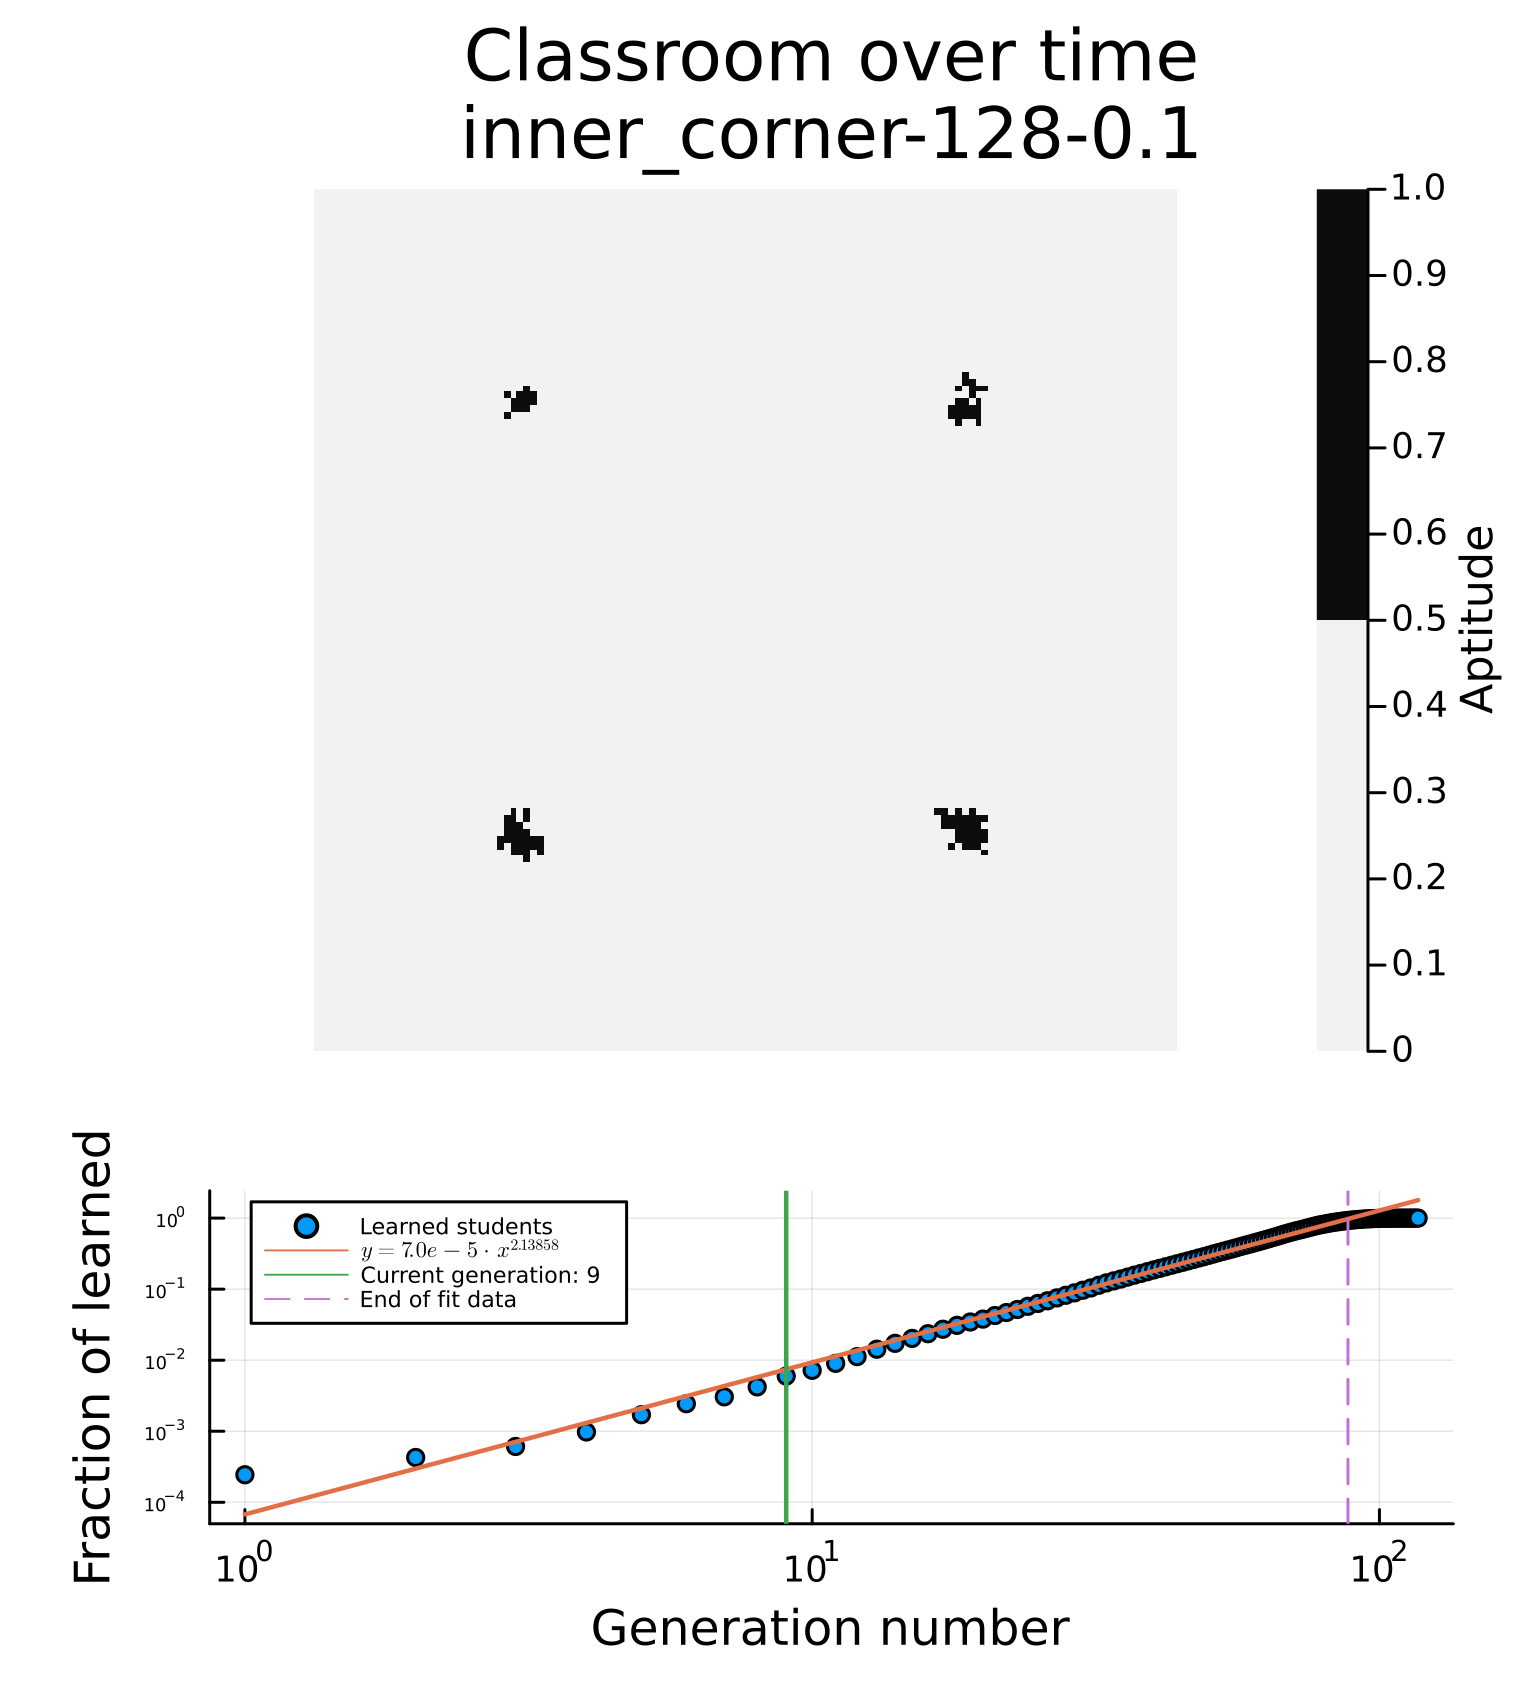 Classroom over time
inner_corner-128-0.1
1.0
0.9
0.8
0.7
0.6
0.5
0.4
0.3
0.2
0.1
0
Aptitude
Fraction of learned
10^0
10^-1
10^-2
10^-3
10^-4
Learned students
y = 7.0e − 5 · x^2.13858
Current generation: 9
End of fit data
10^0
10^1
10^2
Generation number